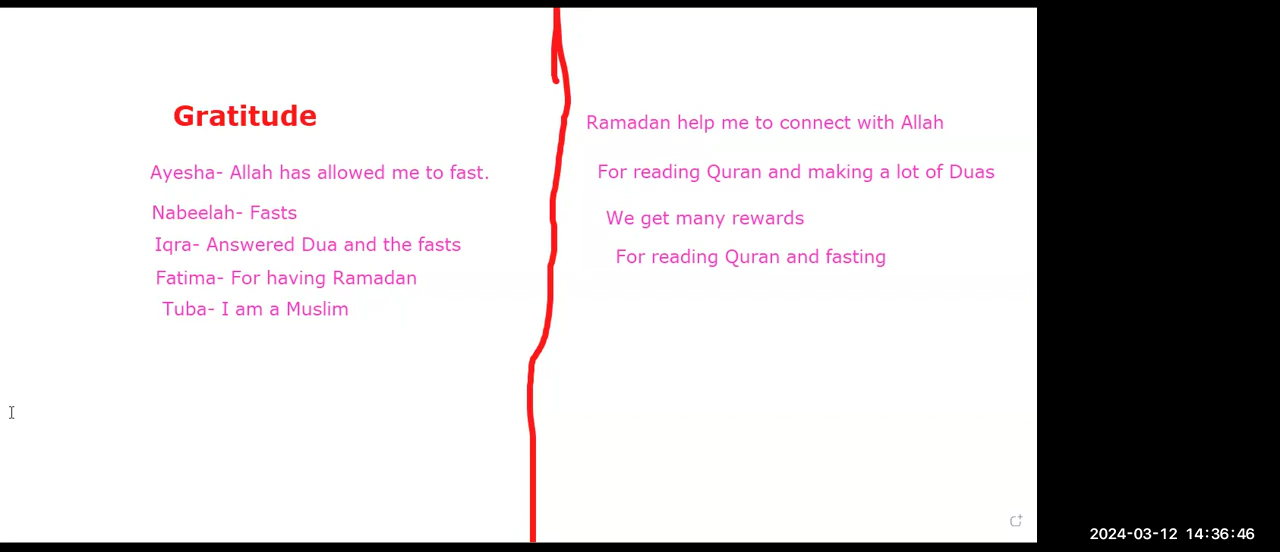 Gratitude
Ayesha- Allah has allowed me to fast.
Nabeelah- Fasts
Iqra- Answered Dua and the fasts
Fatima- For having Ramadan
Tuba- I am a Muslim
Ramadan help me to connect with Allah
For reading Quran and making a lot of Duas
We get many rewards
For reading Quran and fasting
2024-03-12 14:36:46